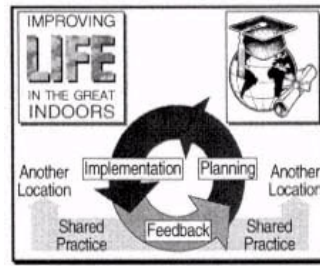 IMPROVING
LIFE
IN THE GREAT
INDOORS
Another
Location
Implementation
Planning
Another
Location
Shared
Practice
Feedback
Shared
Practice